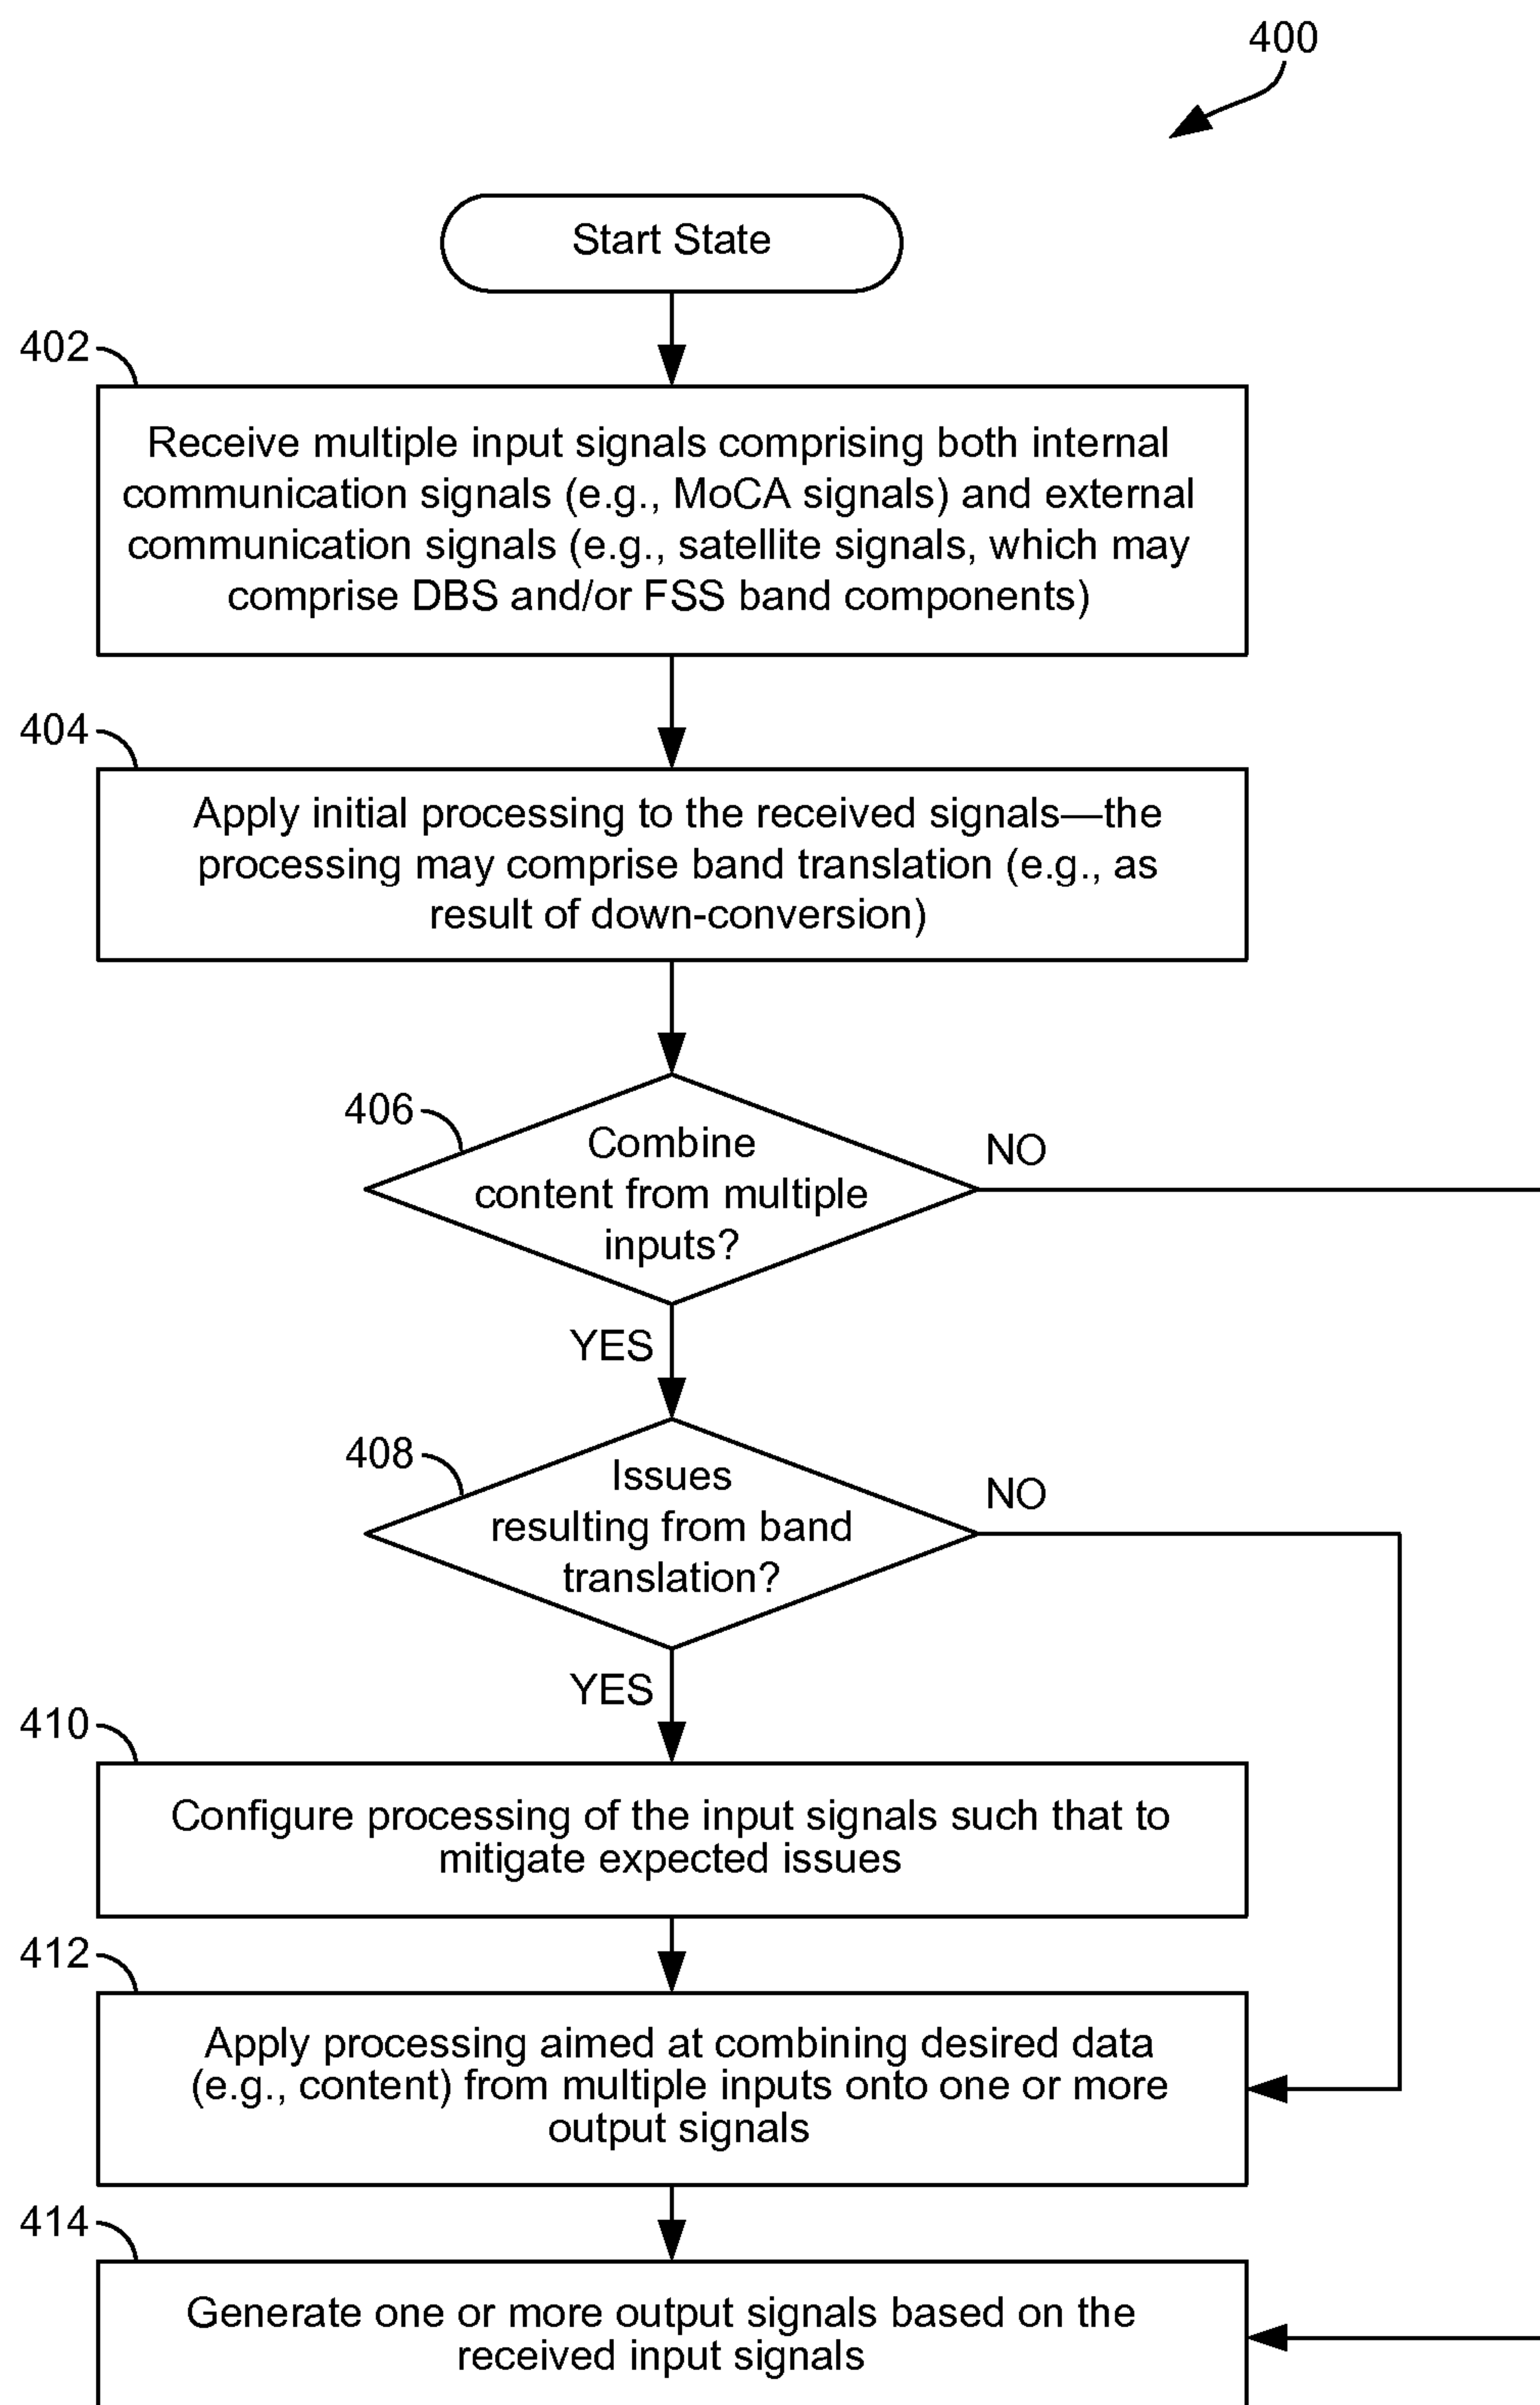 400
Start State
402
Receive multiple input signals comprising both internal
communication signals (e.g., MoCA signals) and external
communication signals (e.g., satellite signals, which may
comprise DBS and/or FSS band components)
404
Apply initial processing to the received signals—the
processing may comprise band translation (e.g., as
result of down-conversion)
406
Combine
content from multiple
inputs?
NO
YES
408
Issues
resulting from band
translation?
NO
YES
410
Configure processing of the input signals such that to
mitigate expected issues
412
Apply processing aimed at combining desired data
(e.g., content) from multiple inputs onto one or more
output signals
414
Generate one or more output signals based on the
received input signals